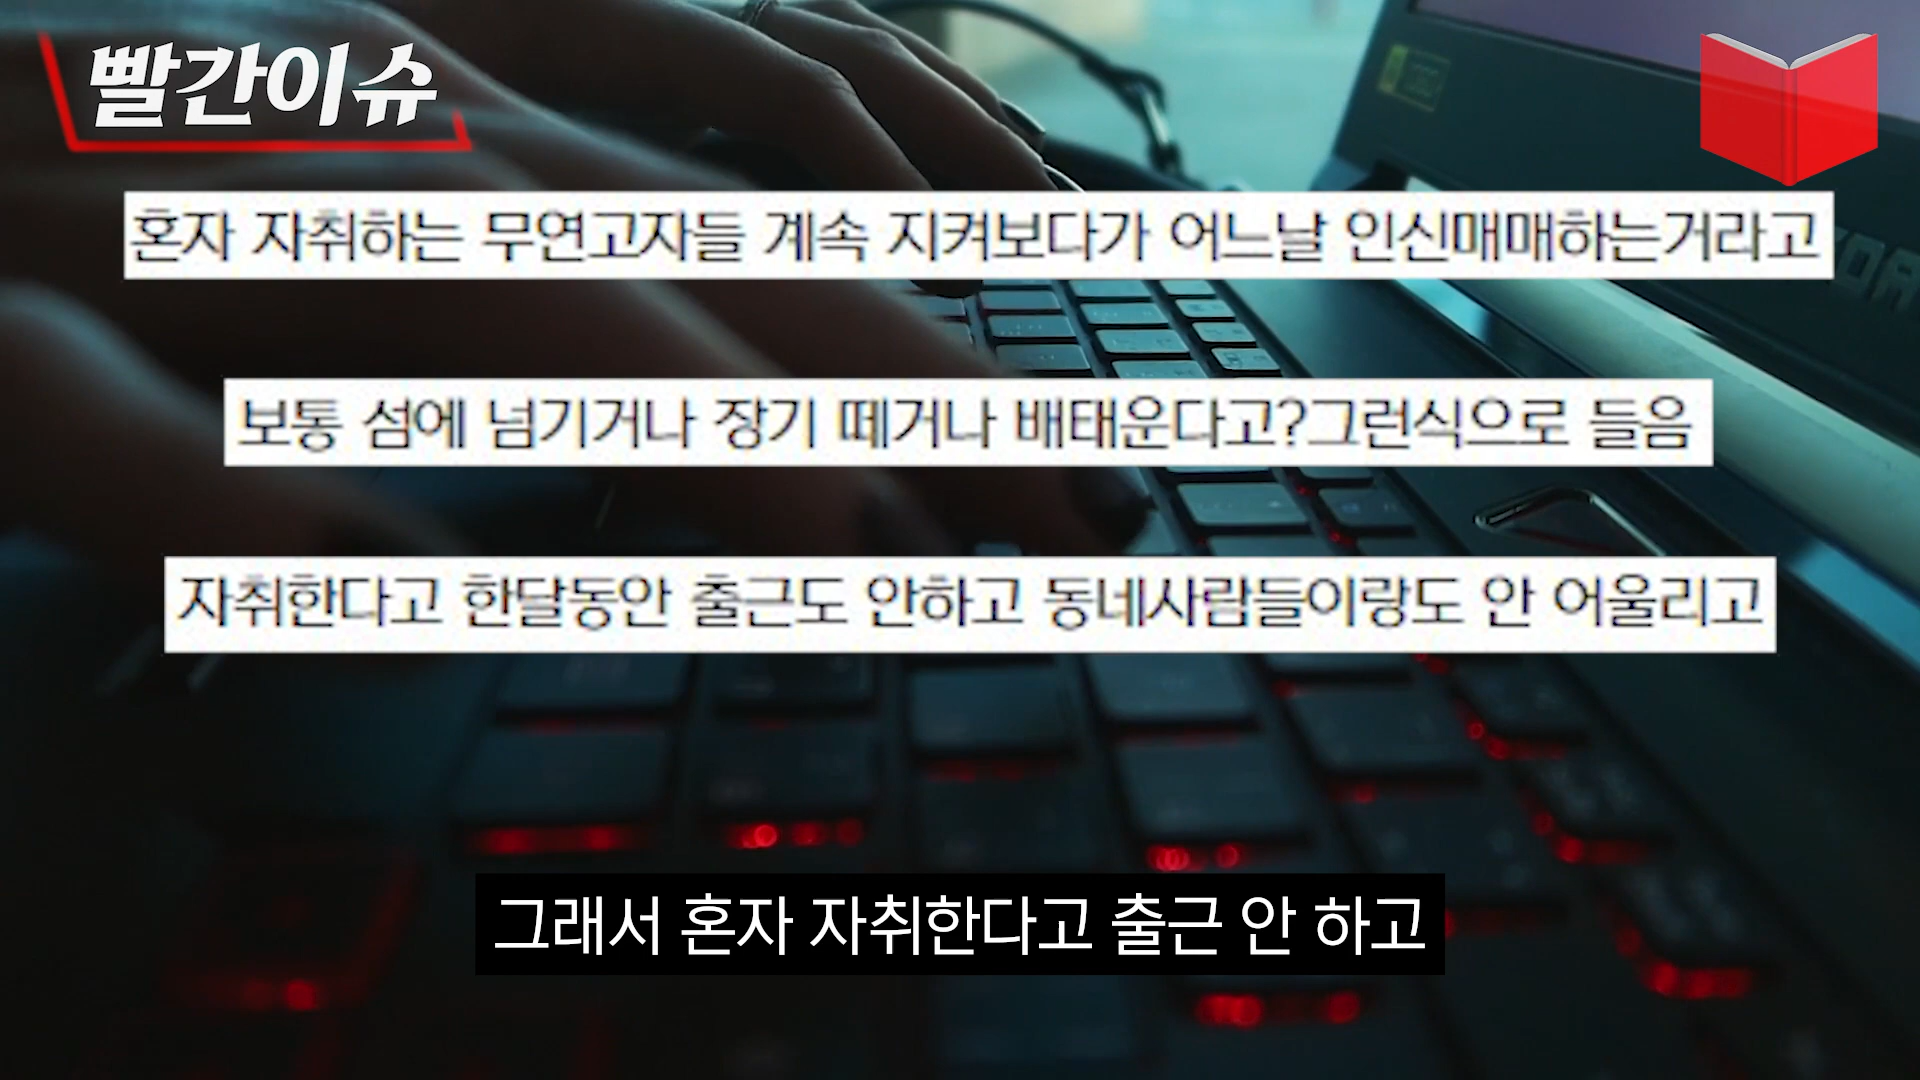 빨간이슈
혼자 자취하는 무연고자들 계속 지켜보다가 어느날 인신매매하는거라고
보통 섬에 넘기거나 장기 떼거나 배태운다고?그런식으로 들음
자취한다고 한달동안 출근도 안하고 동네사람들이랑도 안 어울리고
그래서 혼자 자취한다고 출근 안 하고